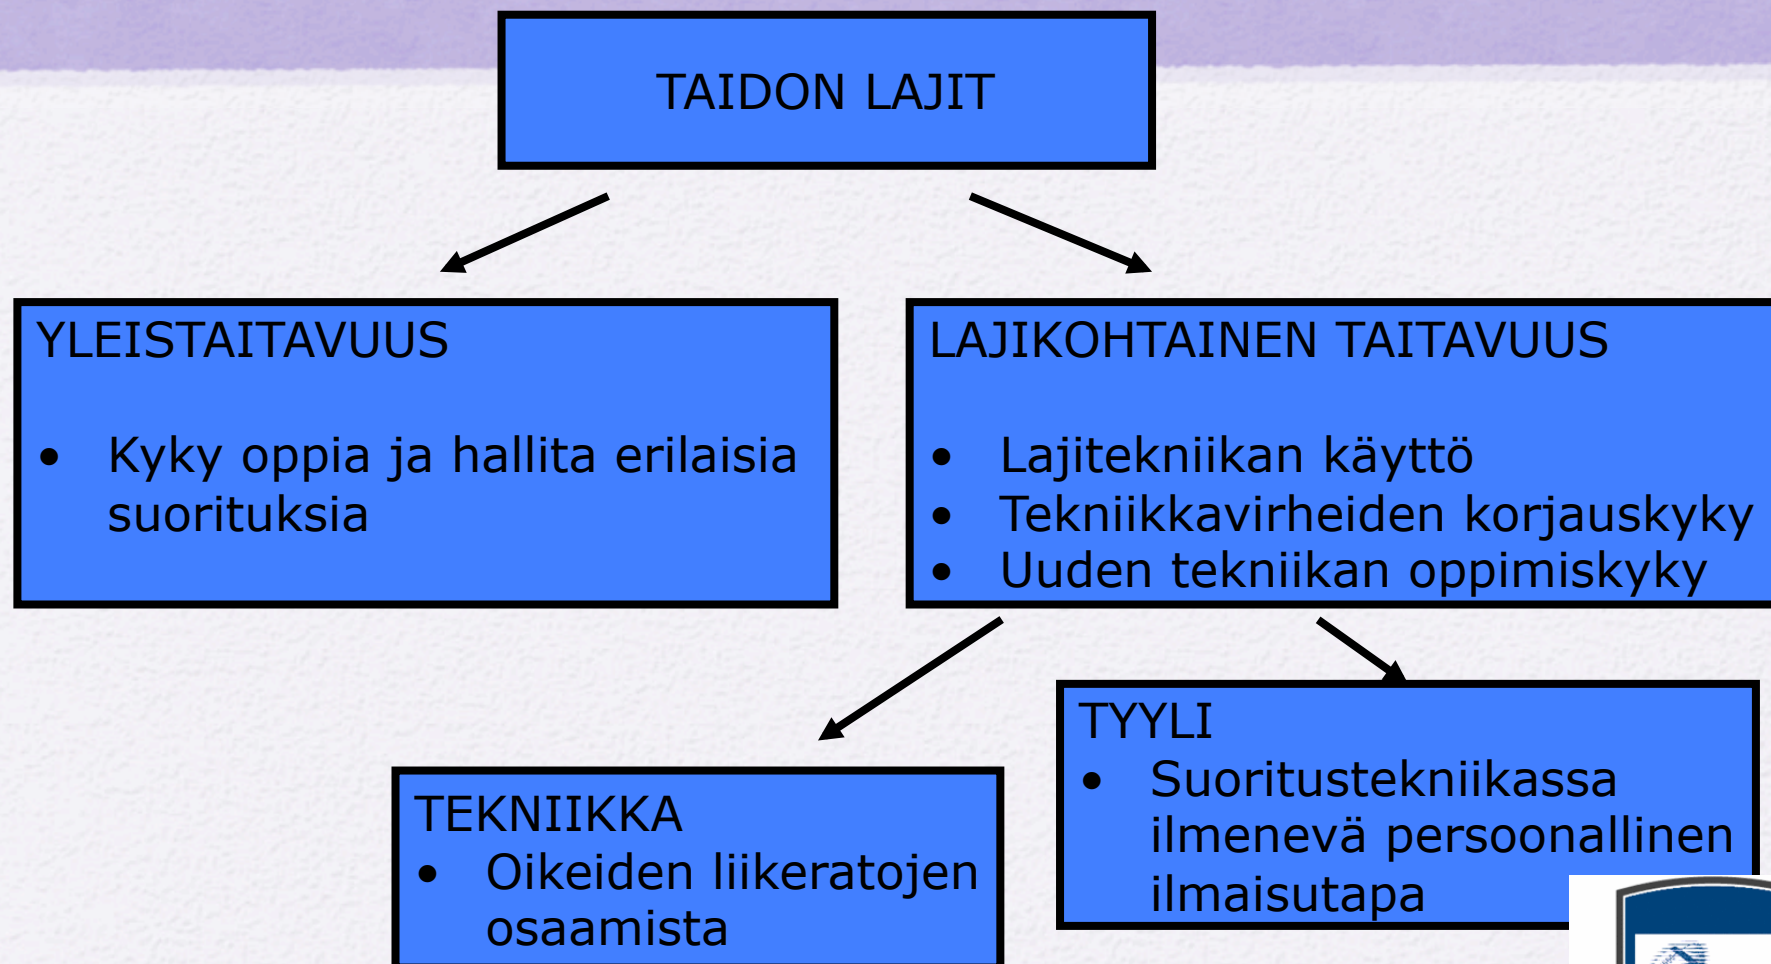 TAIDON LAJIT
YLEISTAITAVUUS
• Kyky oppia ja hallita erilaisia
suorituksia
LAJIKOHTAINEN TAITAVUUS
• Lajitekniikan käyttö
• Tekniikkavirheiden korjauskyky
• Uuden tekniikan oppimiskyky
TEKNIIKKA
• Oikeiden liikeratojen
osaamista
TYYLI
• Suoritustekniikassa
ilmenevä persoonallinen
ilmaisutapa